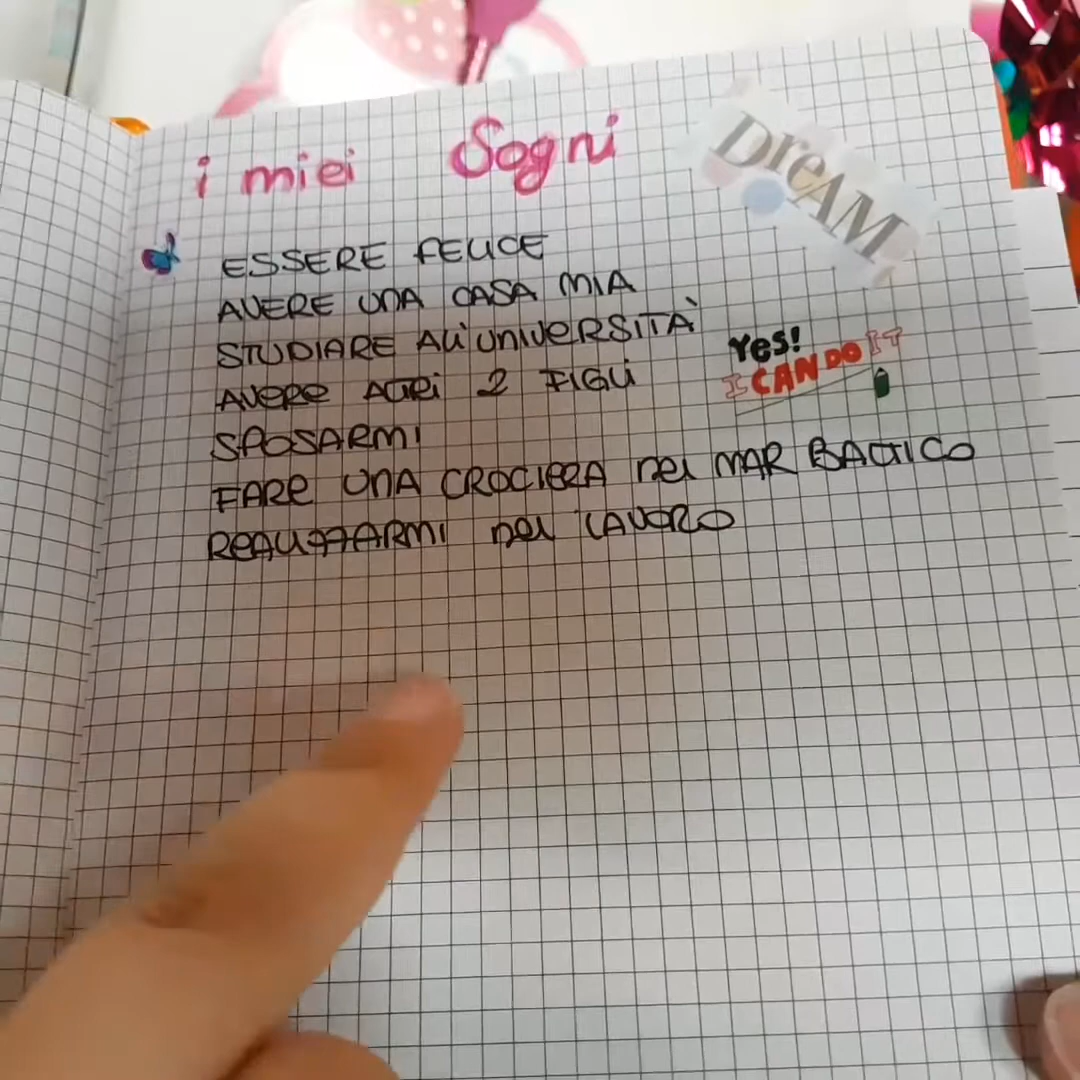 i miei Sogni
DreAM
ESSERE FELICE
AVERE UNA CASA MIA
STUDIARE ALL'UNIVERSITÀ
Yes!
I CAN DO IT
AVERE ALTRI 2 FIGLI
SPOSARMI
FARE UNA CROCIERA NEL MAR BALTICO
REALIZZARMI NEL LAVORO